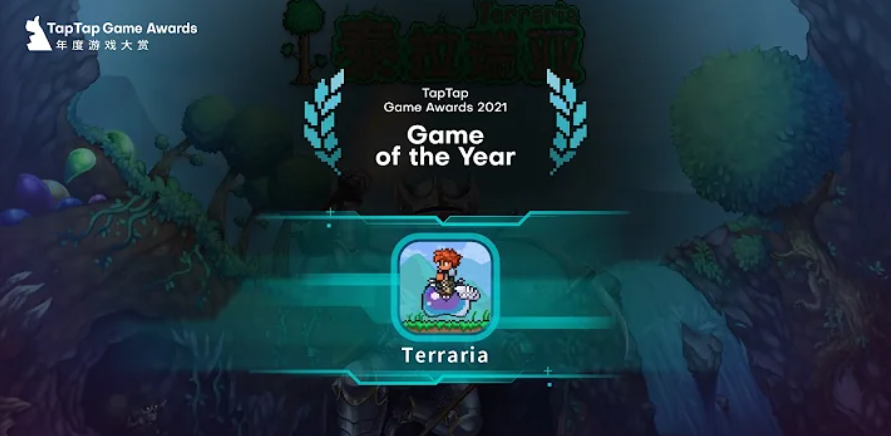 TapTap Game Awards
年度游戏大赏
Terraria
泰拉瑞亚
TapTap
Game Awards 2021
Game
of the Year
Terraria